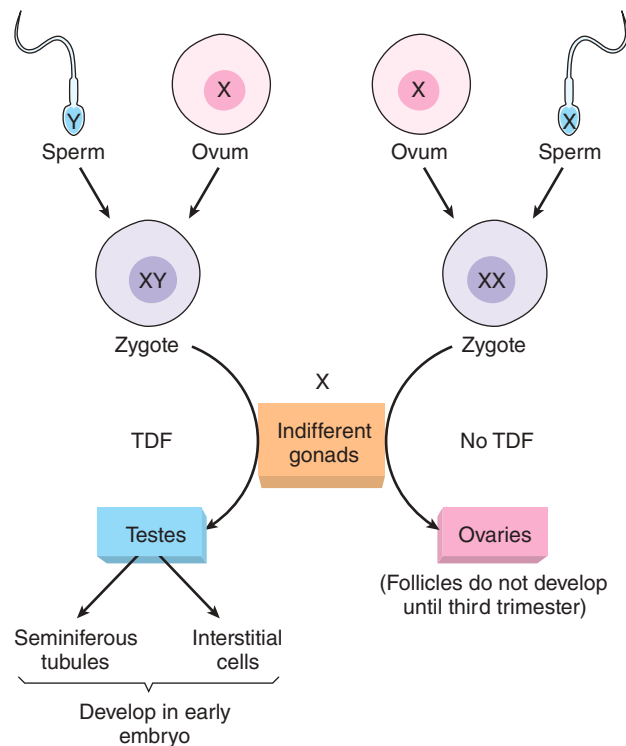 Y
X
X
X
Sperm
Ovum
Ovum
Sperm
XY
XX
Zygote
Zygote
X
TDF
Indifferent
gonads
No TDF
Testes
Ovaries
(Follicles do not develop
until third trimester)
Seminiferous
tubules
Interstitial
cells
Develop in early
embryo